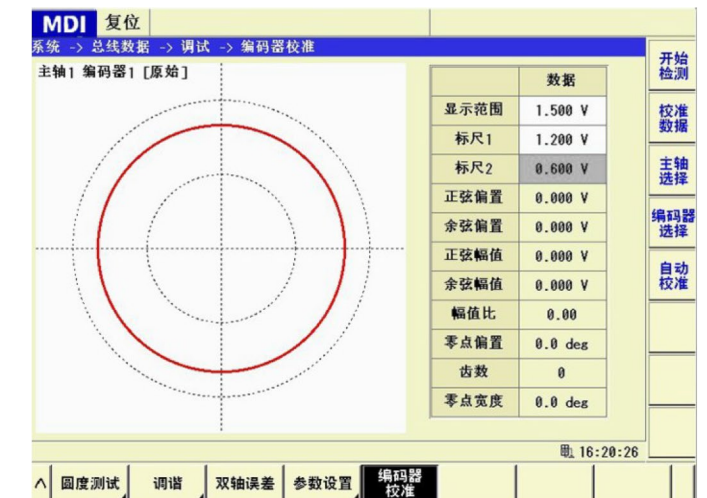 MDI 复位
系统 -> 总线数据 -> 调试 -> 编码器校准
主轴1 编码器1 [原始]
数据
显示范围 1.500 V
标尺1 1.200 V
标尺2 0.600 V
正弦偏置 0.000 V
余弦偏置 0.000 V
正弦幅值 0.000 V
余弦幅值 0.000 V
幅值比 0.00
零点偏置 0.0 deg
齿数 0
零点宽度 0.0 deg
开始
检测
校准
数据
主轴
选择
编码器
选择
自动
校准
16:20:26
^ 圆度测试 调谐 双轴误差 参数设置 编码器
校准